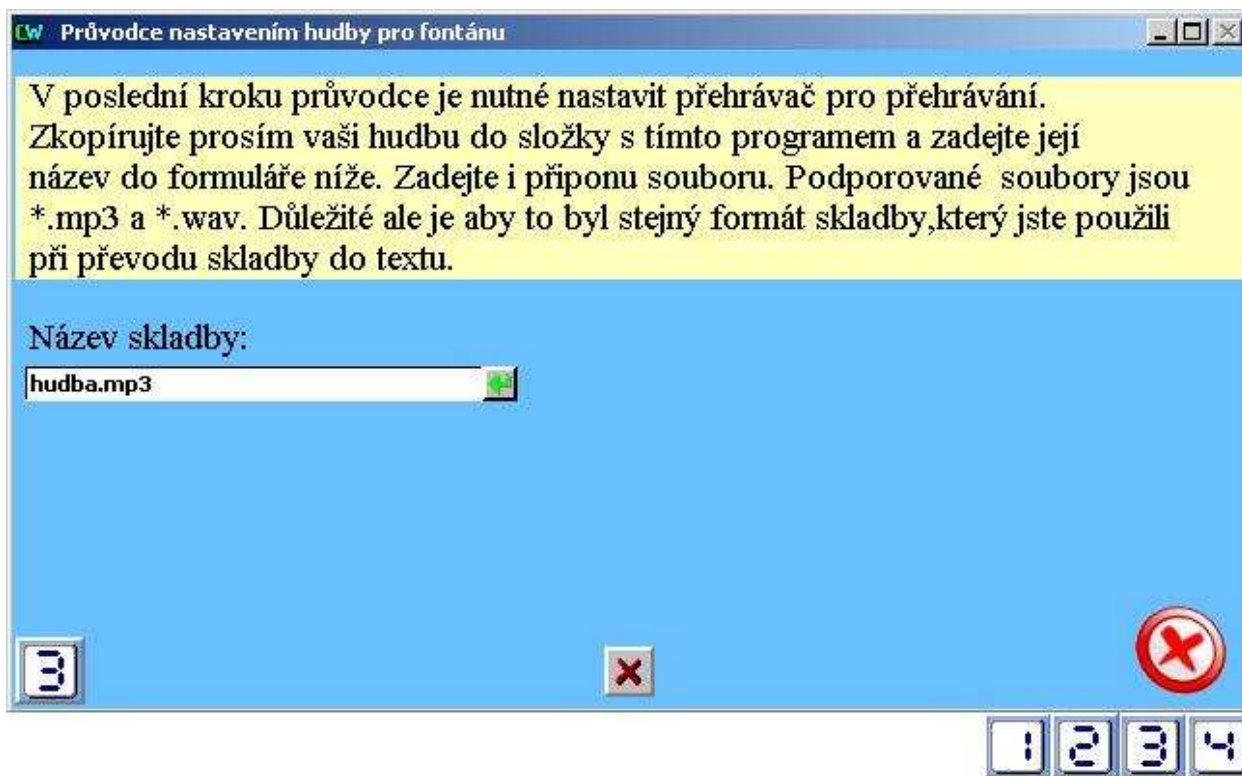 CW Průvodce nastavením hudby pro fontánu
V poslední kroku průvodce je nutné nastavit přehrávač pro přehrávání.
Zkopírujte prosím vaši hudbu do složky s tímto programem a zadejte její
název do formuláře níže. Zadejte i připonu souboru. Podporované  soubory jsou
*.mp3 a *.wav. Důležité ale je aby to byl stejný formát skladby,který jste použili
při převodu skladby do textu.
Název skladby:
hudba.mp3
3
1 2 3 4